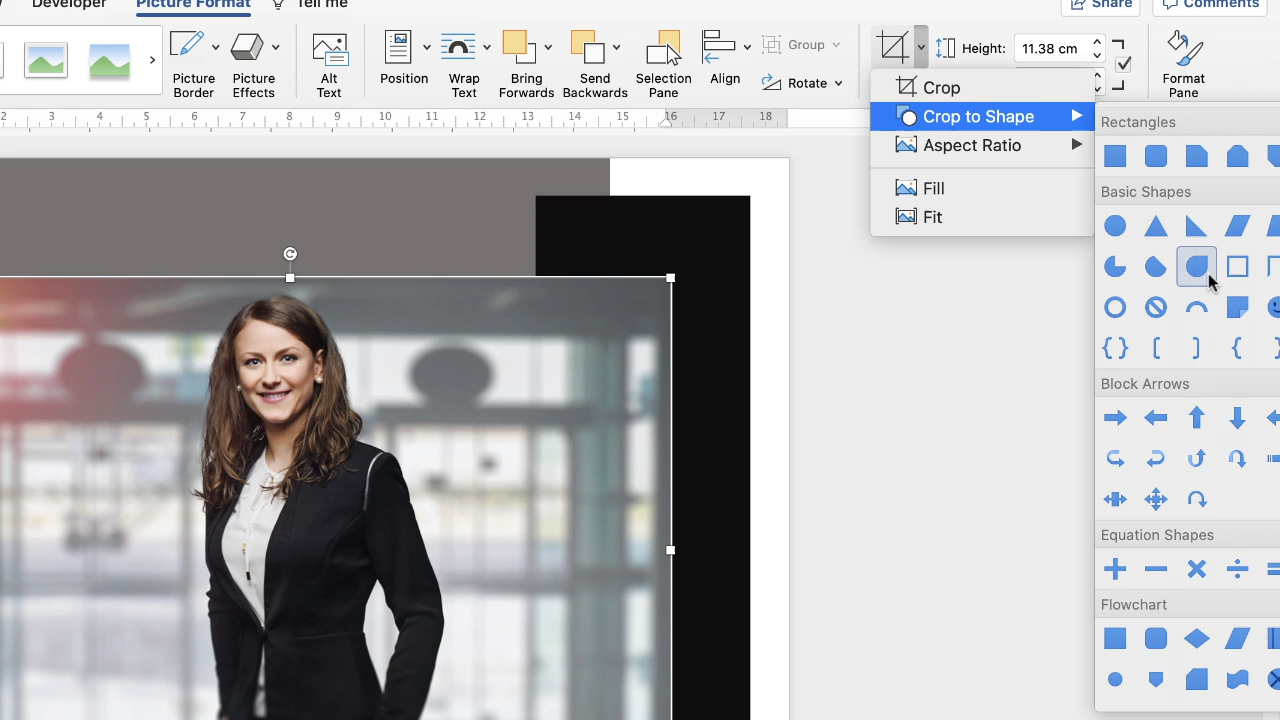 Developer
Picture Format
Tell me
Share
Comments
Picture
Border
Picture
Effects
Alt
Text
Position
Wrap
Text
Bring
Forwards
Send
Backwards
Selection
Pane
Align
Group
Rotate
Height:
11.38 cm
Format
Pane
2 3 4 5 6 7 8 9 10 11 12 13 14 15 16 17 18
Crop
Crop to Shape
Aspect Ratio
Fill
Fit
Rectangles
Basic Shapes
Block Arrows
Equation Shapes
Flowchart